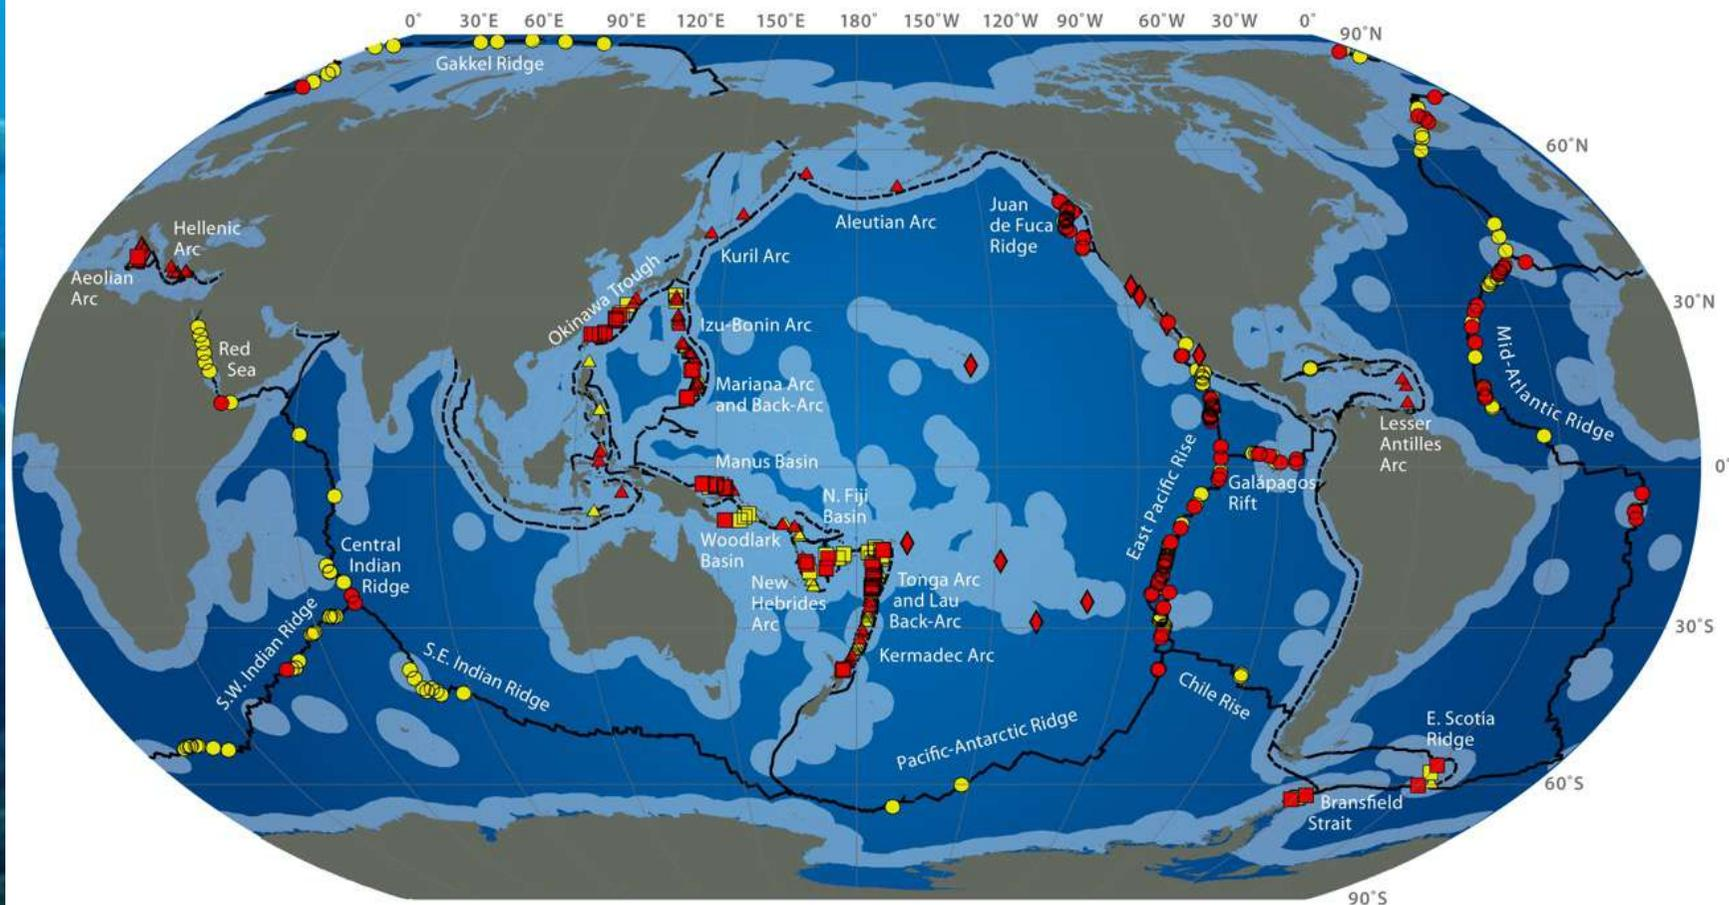 0° 30°E 60°E 90°E 120°E 150°E 180° 150°W 120°W 90°W 60°W 30°W 0°
90°N
Gakkel Ridge
60°N
Hellenic
Arc
Aeolian
Arc
Aleutian Arc
Juan
de Fuca
Ridge
Kuril Arc
Okinawa Trough
30°N
Izu-Bonin Arc
Red
Sea
Mid-Atlantic Ridge
Mariana Arc
and Back-Arc
Lesser
Antilles
Arc
Manus Basin
0°
East Pacific Rise
Galápagos
Rift
N. Fiji
Basin
Woodlark
Basin
Central
Indian
Ridge
New
Hebrides
Arc
Tonga Arc
and Lau
Back-Arc
30°S
S.W. Indian Ridge
S.E. Indian Ridge
Kermadec Arc
Chile Rise
Pacific-Antarctic Ridge
E. Scotia
Ridge
60°S
Bransfield
Strait
90°S